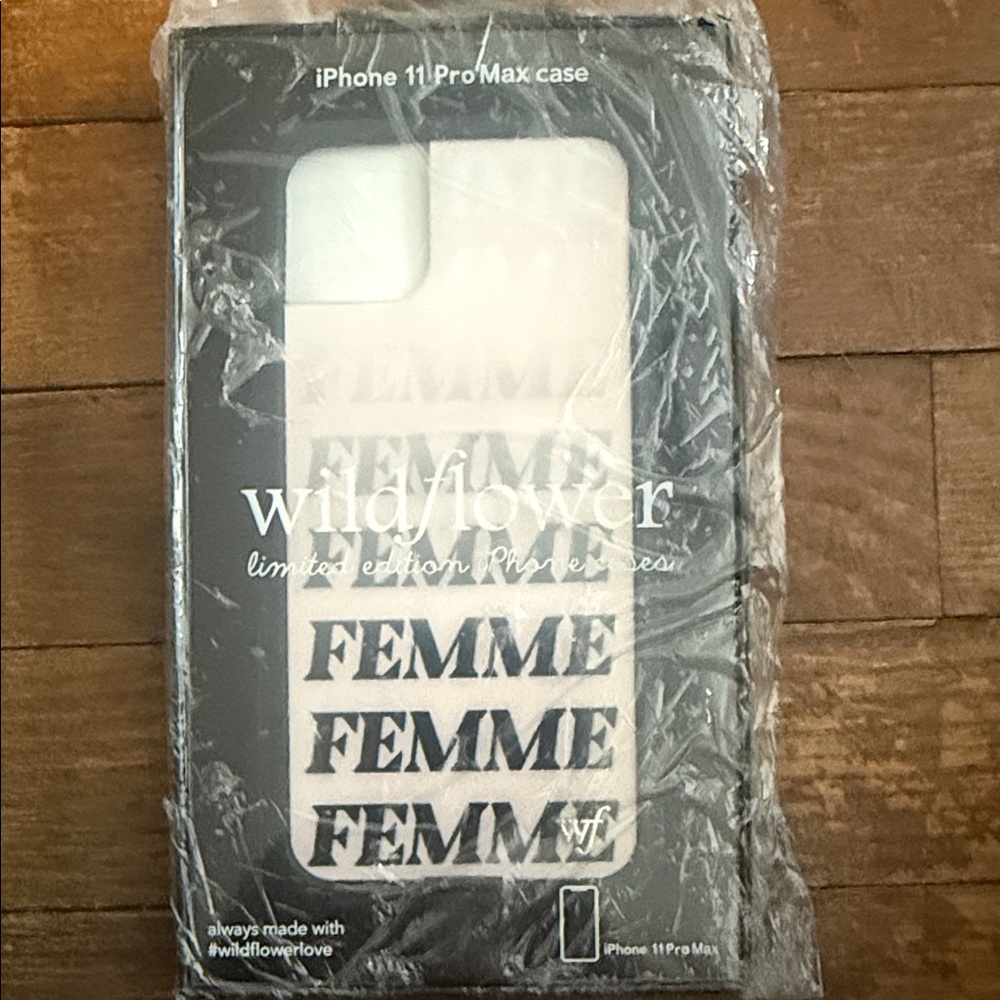 iPhone 11 Pro Max case
FEMME
FEMME
wildflower
FEMME
limited edition iPhone cases
FEMME
FEMME
FEMME
wf
always made with
#wildflowerlove
iPhone 11 Pro Max